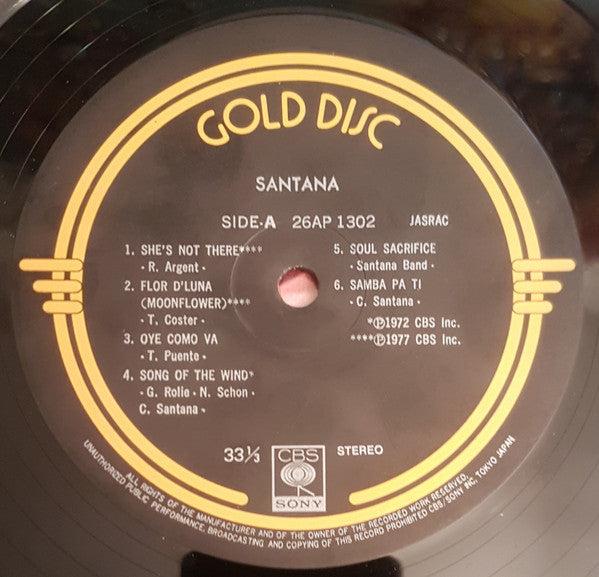 GOLD DISC
SANTANA
SIDE·A 26AP 1302 JASRAC
1. SHE'S NOT THERE****
• R. Argent •
2. FLOR D'LUNA
(MOONFLOWER)****
• T. Coster •
3. OYE COMO VA
• T. Puente •
4. SONG OF THE WIND*
• G. Rolie • N. Schon •
C. Santana •
5. SOUL SACRIFICE
• Santana Band •
6. SAMBA PA TI
• C. Santana •
*Ⓟ1972 CBS Inc.
****Ⓟ1977 CBS Inc.
33⅓
CBS
SONY
STEREO
ALL RIGHTS OF THE MANUFACTURER AND OF THE OWNER OF THE RECORDED WORK RESERVED.
UNAUTHORIZED PUBLIC PERFORMANCE, BROADCASTING AND COPYING OF THIS RECORD PROHIBITED CBS/SONY INC. TOKYO JAPAN